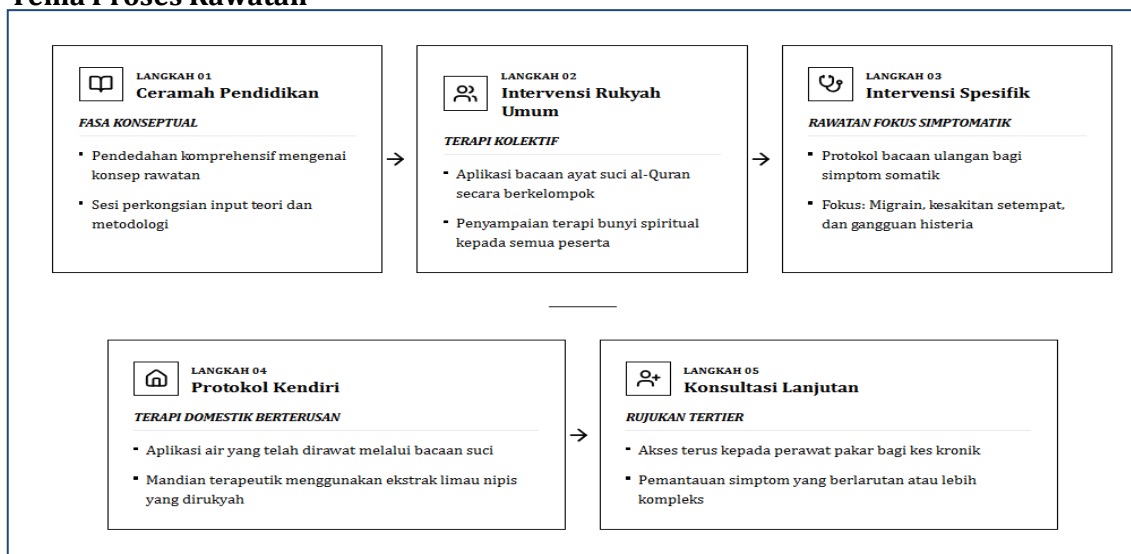 Tema Proses Rawatan
LANGKAH 01
Ceramah Pendidikan
FASA KONSEPTUAL
▪ Pendedahan komprehensif mengenai
konsep rawatan
▪ Sesi perkongsian input teori dan
metodologi
LANGKAH 02
Intervensi Rukyah
Umum
TERAPI KOLEKTIF
▪ Aplikasi bacaan ayat suci al-Quran
secara berkelompok
▪ Penyampaian terapi bunyi spiritual
kepada semua peserta
LANGKAH 03
Intervensi Spesifik
RAWATAN FOKUS SIMPTOMATIK
▪ Protokol bacaan ulangan bagi
simptom somatik
▪ Fokus: Migrain, kesakitan setempat,
dan gangguan histeria
LANGKAH 04
Protokol Kendiri
TERAPI DOMESTIK BERTERUSAN
▪ Aplikasi air yang telah dirawat melalui bacaan suci
▪ Mandian terapeutik menggunakan ekstrak limau nipis
yang dirukyah
LANGKAH 05
Konsultasi Lanjutan
RUJUKAN TERTIER
▪ Akses terus kepada perawat pakar bagi kes kronik
▪ Pemantauan simptom yang berlarutan atau lebih
kompleks